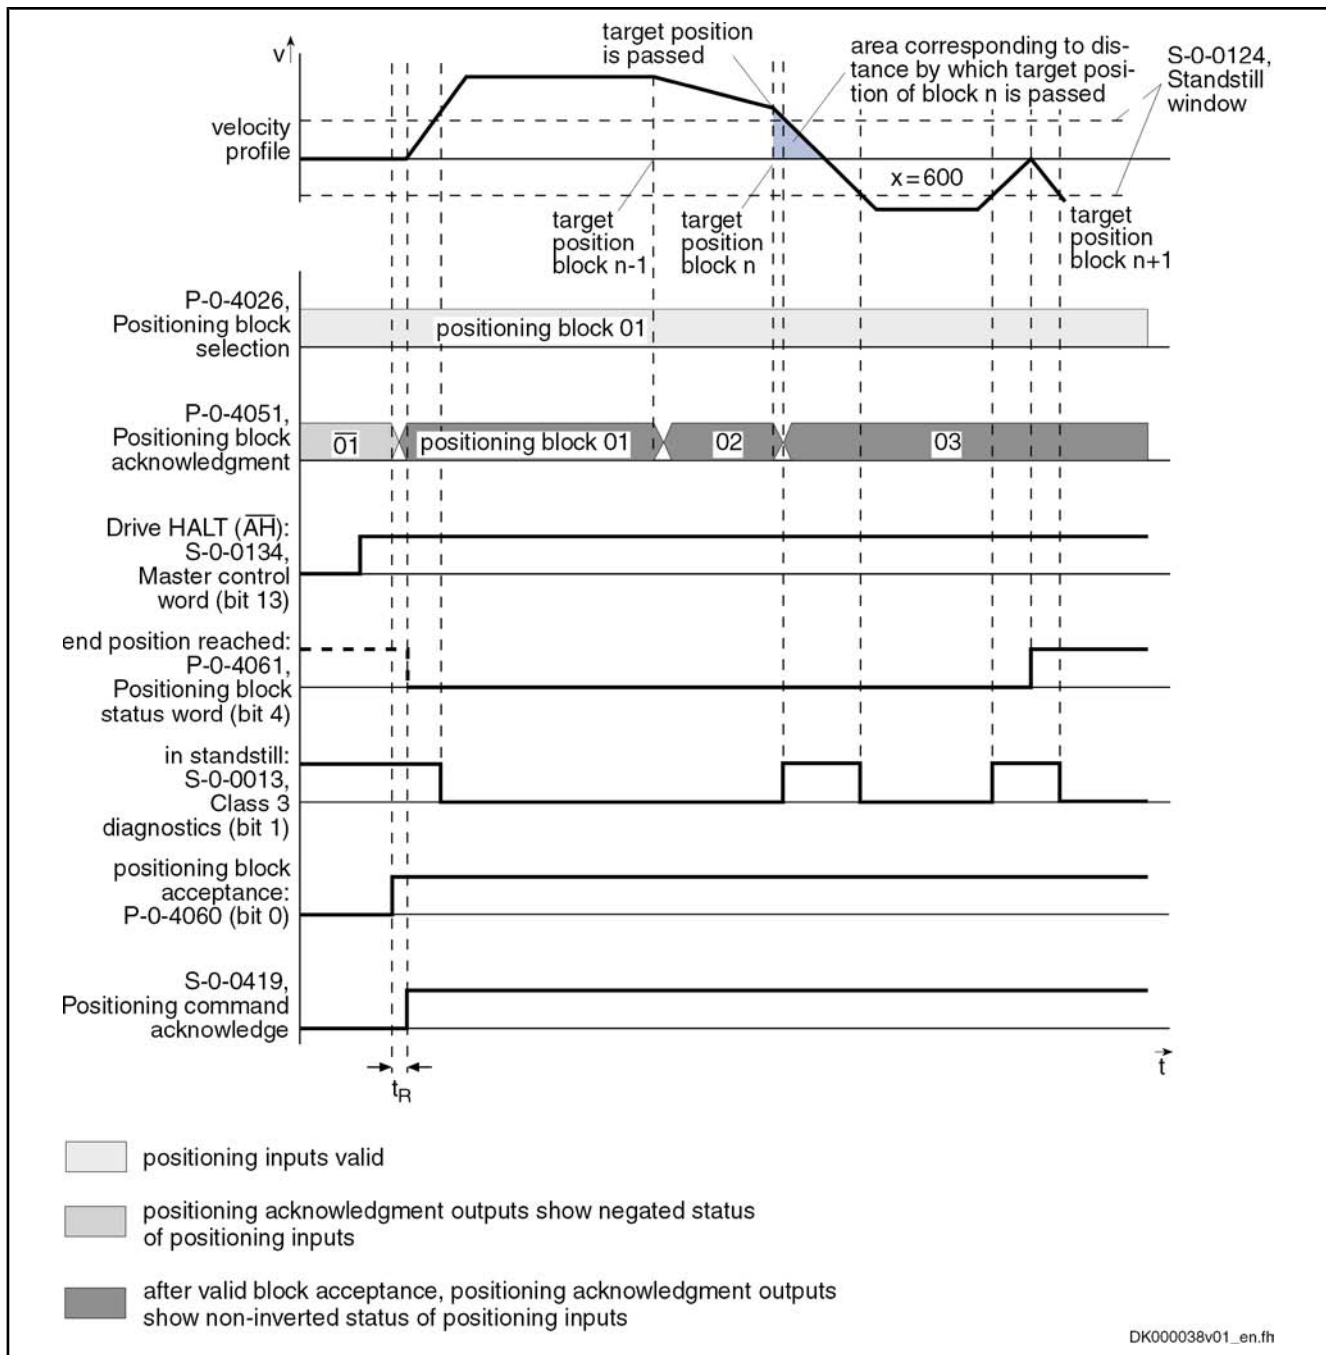 v
target position
is passed
area corresponding to dis-
tance by which target posi-
tion of block n is passed
S-0-0124,
Standstill
window
velocity
profile
x=600
target
position
block n-1
target
position
block n
target
position
block n+1
P-0-4026,
Positioning block
selection
positioning block 01
P-0-4051,
Positioning block
acknowledgment
0̅1̅
positioning block 01
02
03
Drive HALT (A̅H̅):
S-0-0134,
Master control
word (bit 13)
end position reached:
P-0-4061,
Positioning block
status word (bit 4)
in standstill:
S-0-0013,
Class 3
diagnostics (bit 1)
positioning block
acceptance:
P-0-4060 (bit 0)
S-0-0419,
Positioning command
acknowledge
t
tR
positioning inputs valid
positioning acknowledgment outputs show negated status
of positioning inputs
after valid block acceptance, positioning acknowledgment outputs
show non-inverted status of positioning inputs
DK000038v01_en.fh